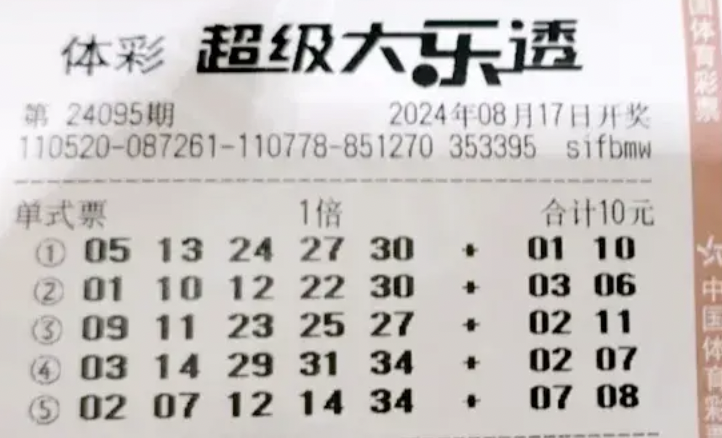 体彩 超级大乐透
第 24095期 2024年08月17日开奖
110520-087261-110778-851270 353395 sifbmw
单式票 1倍 合计10元
① 05 13 24 27 30 + 01 10
② 01 10 12 22 30 + 03 06
③ 09 11 23 25 27 + 02 11
④ 03 14 29 31 34 + 02 07
⑤ 02 07 12 14 34 + 07 08
国体育彩票
中国体育彩